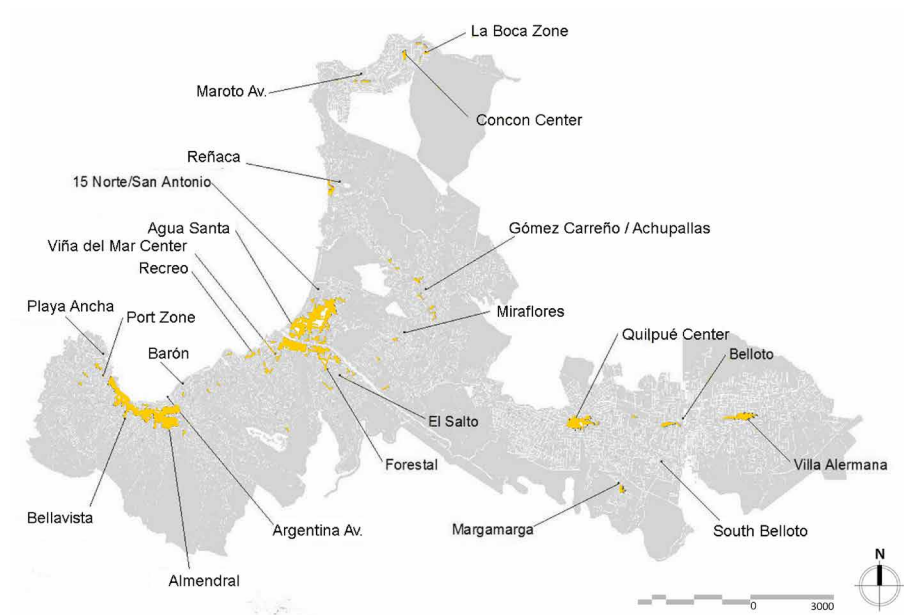 La Boca Zone
Maroto Av.
Concon Center
Reñaca
15 Norte/San Antonio
Agua Santa
Gómez Carreño / Achupallas
Viña del Mar Center
Recreo
Playa Ancha
Port Zone
Miraflores
Quilpué Center
Barón
Belloto
El Salto
Forestal
Villa Alermana
Bellavista
Argentina Av.
Margamarga
South Belloto
Almendral
N
0 3000